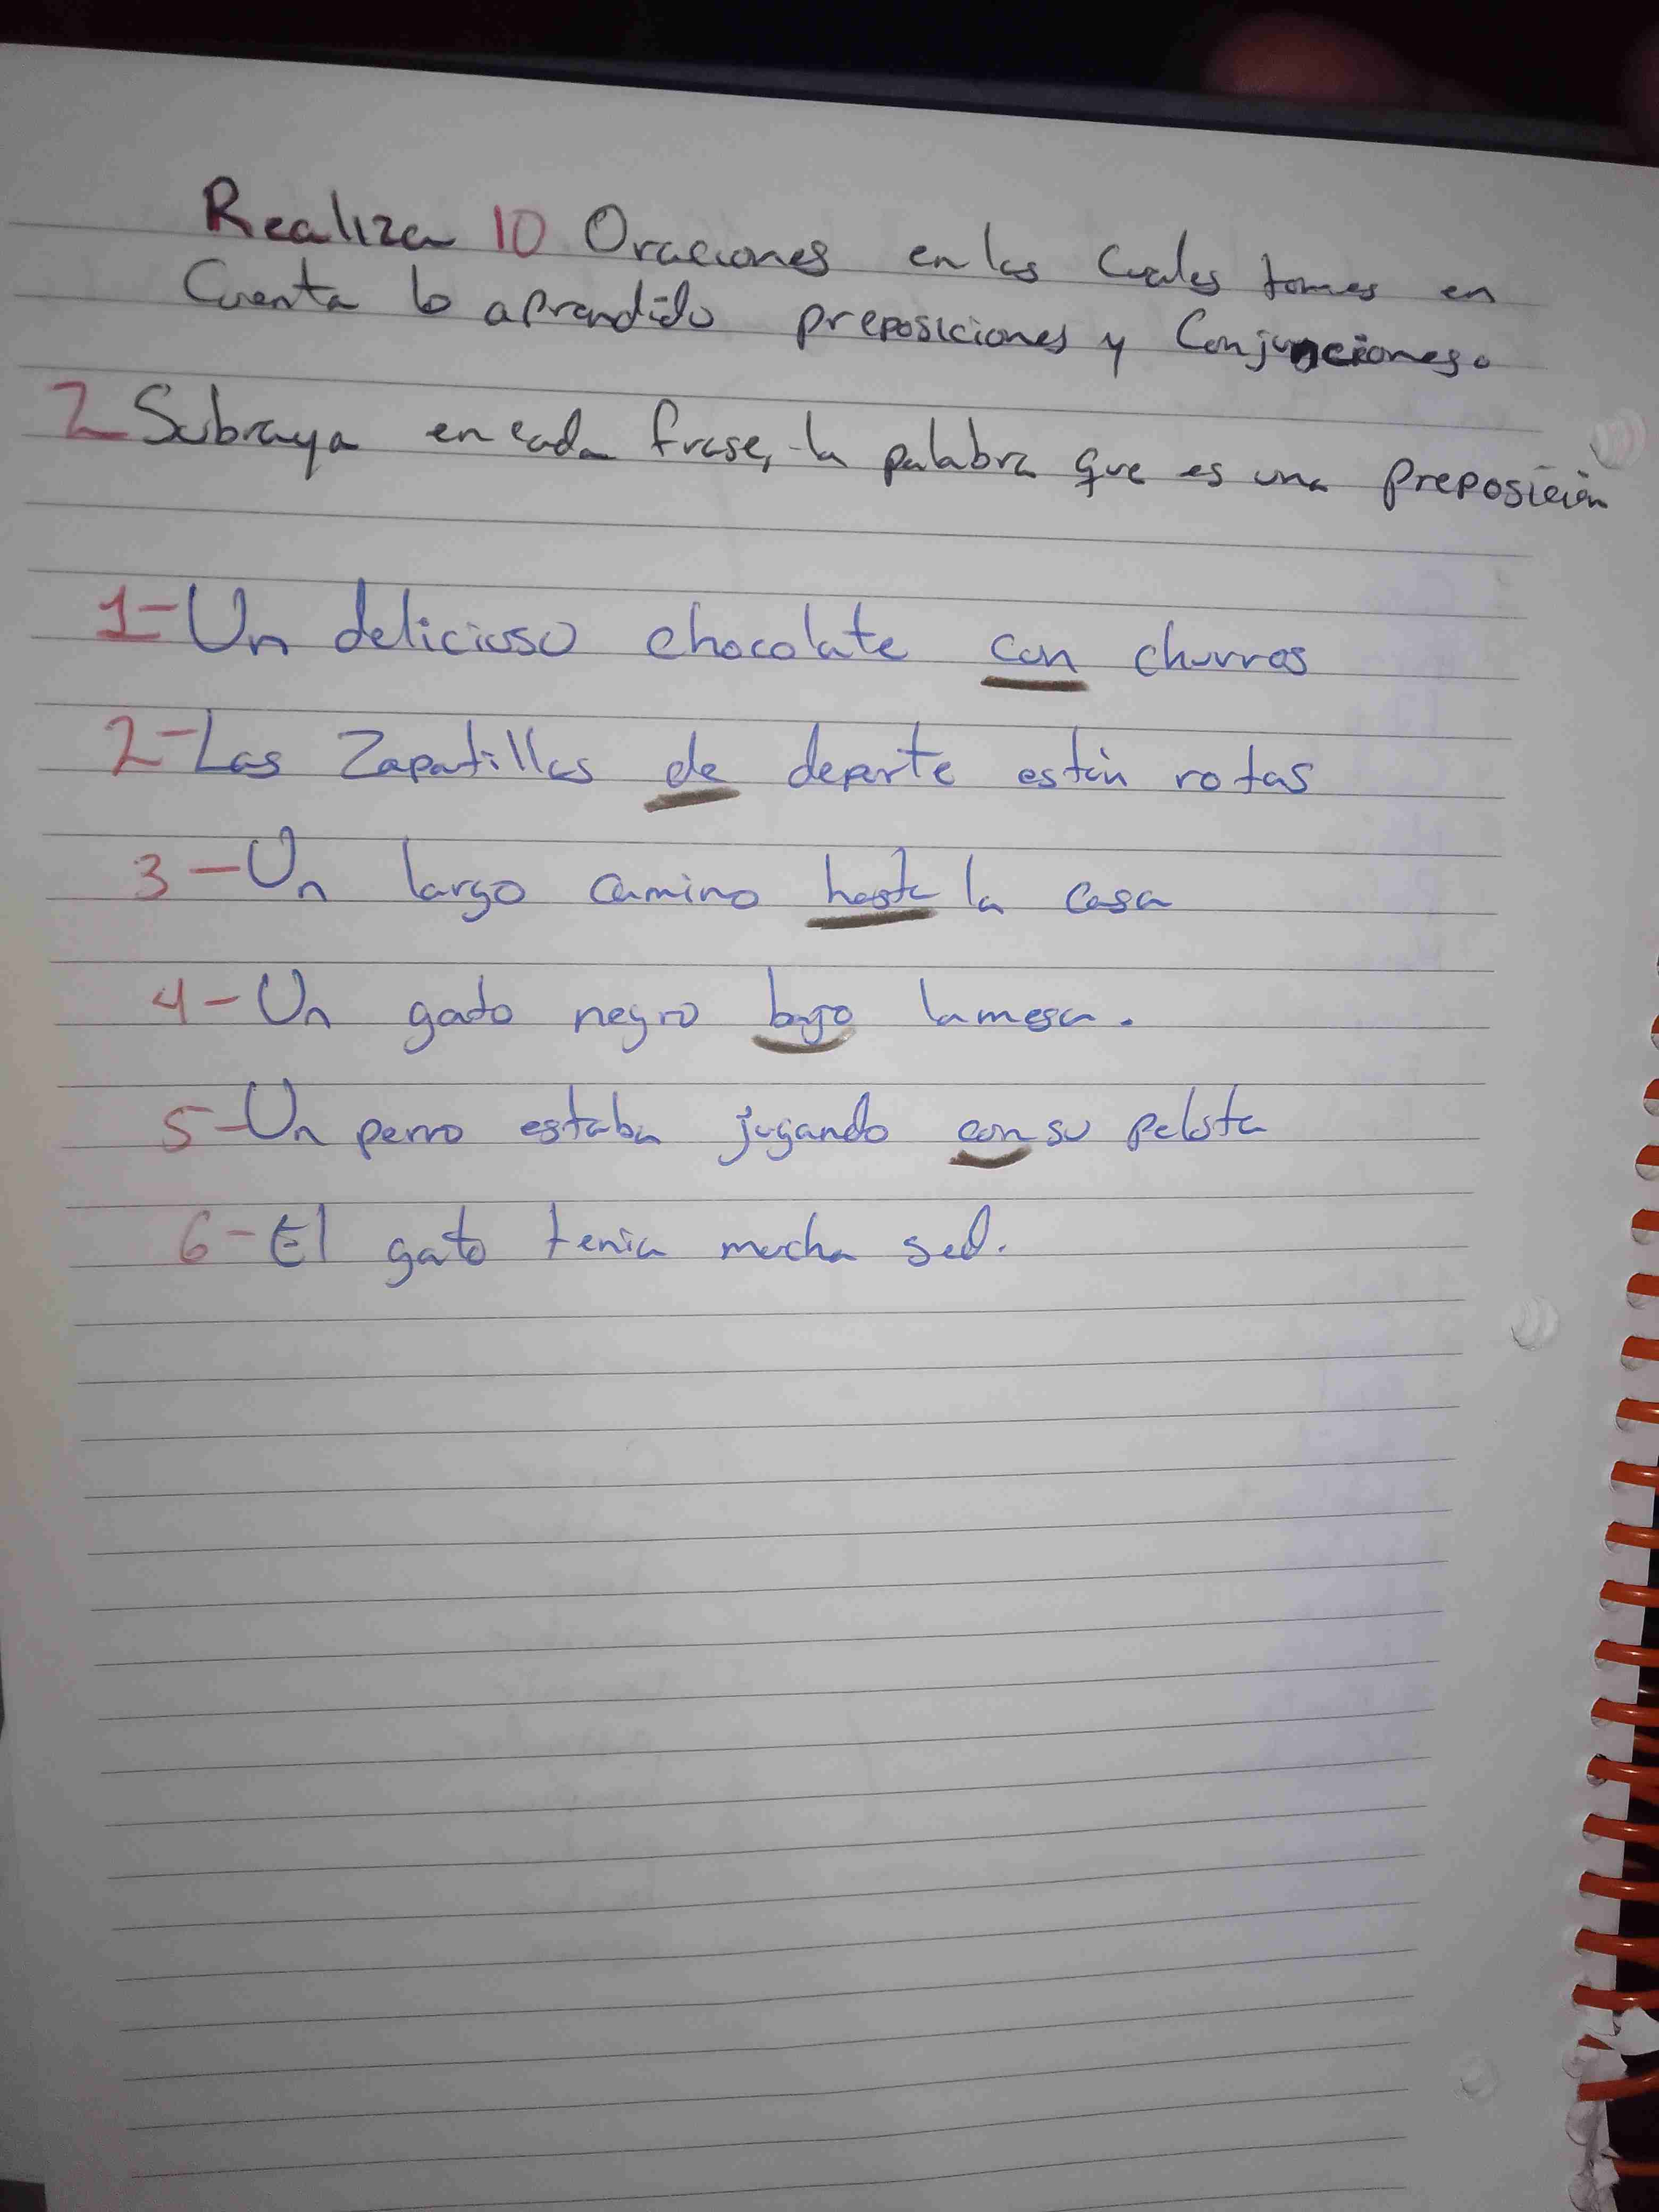 Realiza 10 Oraciones en las Cuales tomes en
Cuenta lo aprendido preposiciones y Conjunciones.
2 Subraya en cada frase, la palabra que es una Preposición
1- Un delicioso chocolate con churros
2- Las Zapatillas de deporte están rotas
3- Un largo camino hasta la casa
4- Un gato negro bajo la mesa.
5- Un perro estaba jugando con su pelota
6- El gato tenia mucha sed.